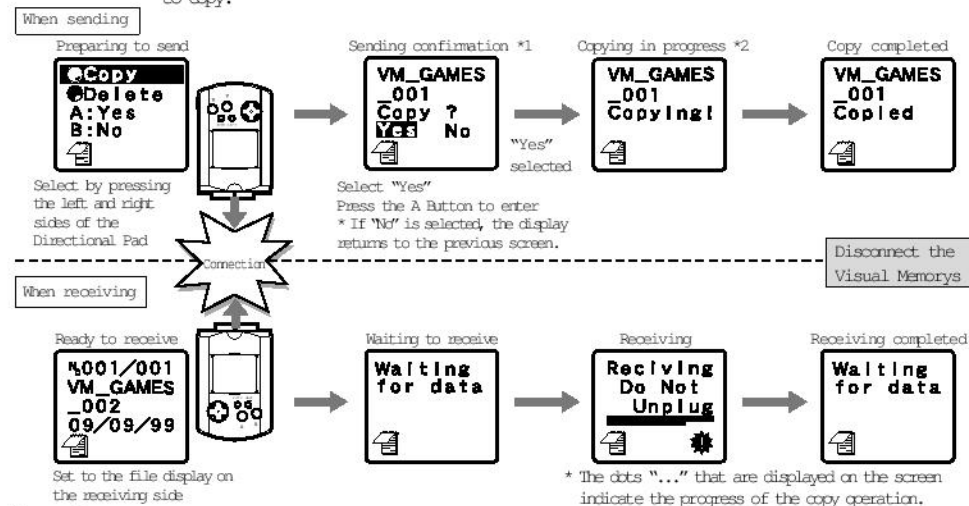 to copy.
When sending
Preparing to send
Copy
Delete
A:Yes
B:No
Select by pressing
the left and right
sides of the
Directional Pad
Sending confirmation *1
VM_GAMES
_001
Copy ?
Yes No
Select "Yes"
Press the A Button to enter
* If "No" is selected, the display
returns to the previous screen.
"Yes"
selected
Copying in progress *2
VM_GAMES
_001
Copying!
Copy completed
VM_GAMES
_001
Copied
Connection
Disconnect the
Visual Memorys
When receiving
Ready to receive
№001/001
VM_GAMES
_002
09/09/99
Set to the file display on
the receiving side
Waiting to receive
Waiting
for data
Receiving
Reciving
Do Not
Unplug
* The dots "..." that are displayed on the screen
indicate the progress of the copy operation.
Receiving completed
Waiting
for data